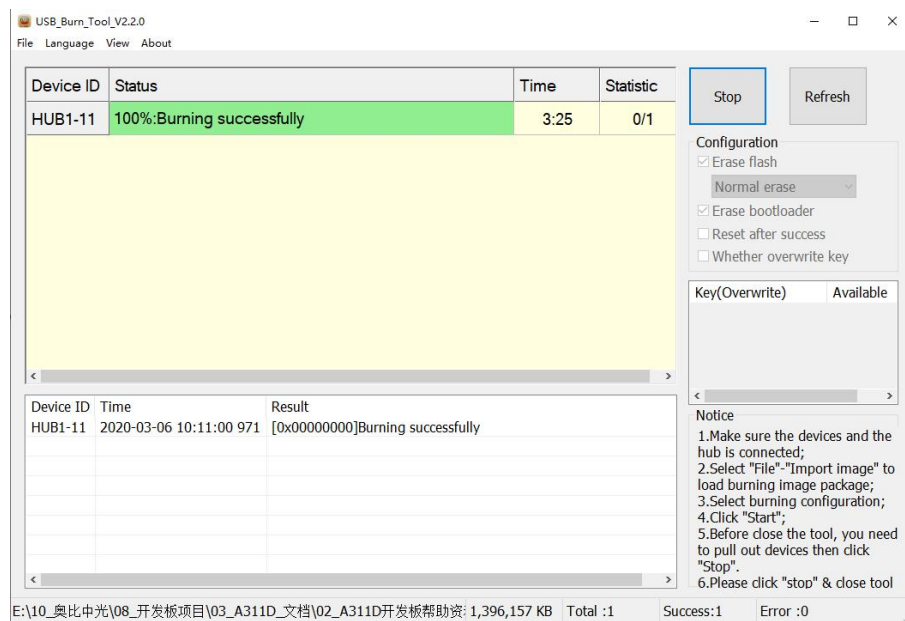 USB_Burn_Tool_V2.2.0
File Language View About
Device ID Status Time Statistic
HUB1-11 100%:Burning successfully 3:25 0/1
Stop Refresh
Configuration
Erase flash
Normal erase
Erase bootloader
Reset after success
Whether overwrite key
Key(Overwrite) Available
Device ID Time Result
HUB1-11 2020-03-06 10:11:00 971 [0x00000000]Burning successfully
Notice
1.Make sure the devices and the
hub is connected;
2.Select "File"-"Import image" to
load burning image package;
3.Select burning configuration;
4.Click "Start";
5.Before close the tool, you need
to pull out devices then click
"Stop".
6.Please click "stop" & close tool
E:\10_奥比中光\08_开发板项目\03_A311D_文档\02_A311D开发板帮助资 1,396,157 KB Total :1 Success:1 Error :0